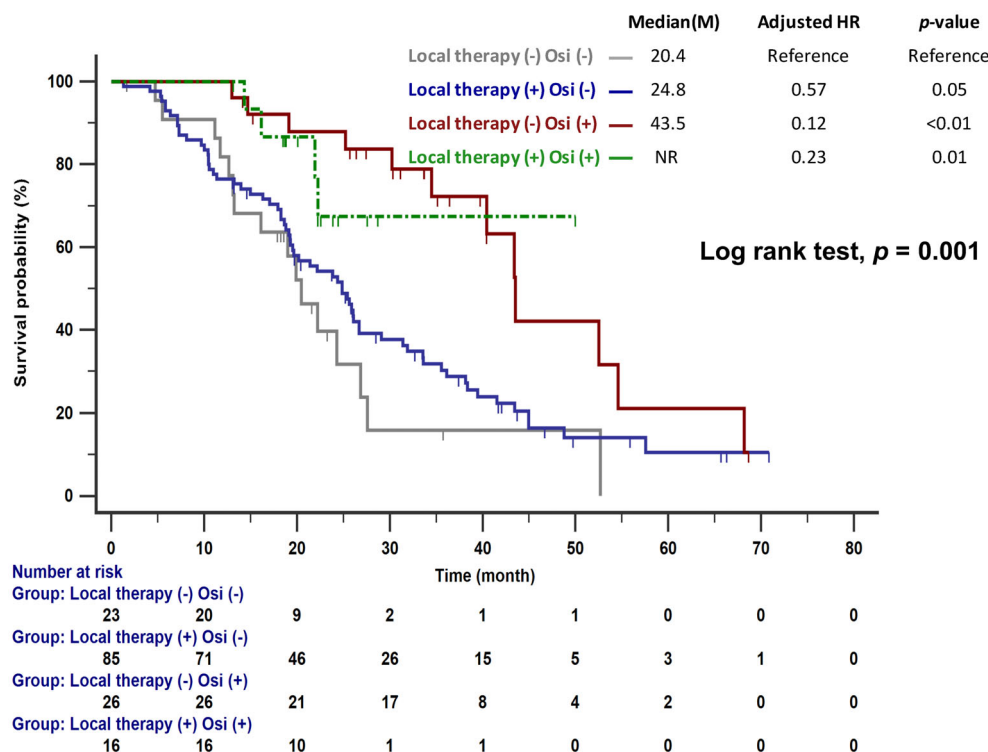 Median(M) Adjusted HR p-value
Local therapy (-) Osi (-) 20.4 Reference Reference
Local therapy (+) Osi (-) 24.8 0.57 0.05
Local therapy (-) Osi (+) 43.5 0.12 <0.01
Local therapy (+) Osi (+) NR 0.23 0.01
Log rank test, p = 0.001
Survival probability (%)
100
80
60
40
20
0
0 10 20 30 40 50 60 70 80
Time (month)
Number at risk
Group: Local therapy (-) Osi (-)
23 20 9 2 1 1 0 0 0
Group: Local therapy (+) Osi (-)
85 71 46 26 15 5 3 1 0
Group: Local therapy (-) Osi (+)
26 26 21 17 8 4 2 0 0
Group: Local therapy (+) Osi (+)
16 16 10 1 1 0 0 0 0